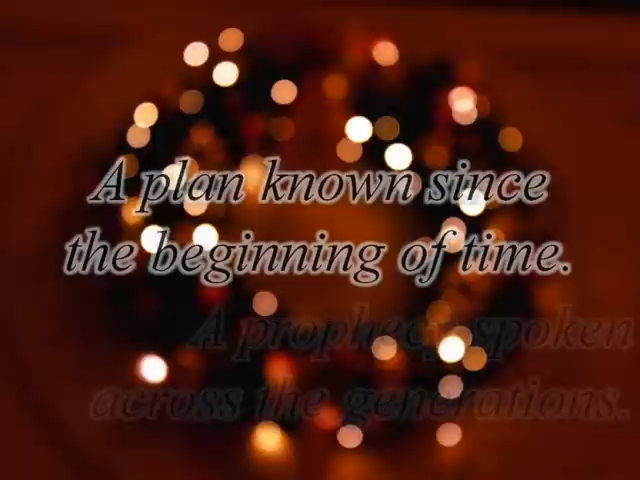 A plan known since
the beginning of time.
A prophecy spoken
across the generations.